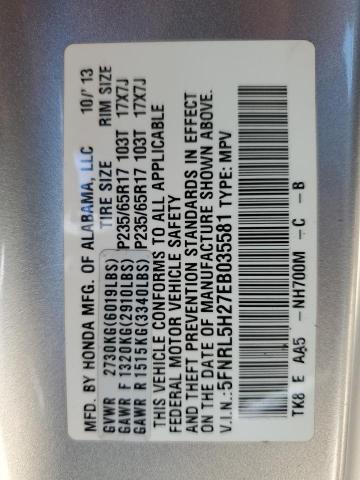 MFD. BY HONDA MFG. OF ALABAMA, LLC 10/'13
GVWR 2730KG(6019LBS) TIRE SIZE RIM SIZE
GAWR F 1320KG(2910LBS) P235/65R17 103T 17X7J
GAWR R 1515KG(3340LBS) P235/65R17 103T 17X7J
THIS VEHICLE CONFORMS TO ALL APPLICABLE
FEDERAL MOTOR VEHICLE SAFETY
AND THEFT PREVENTION STANDARDS IN EFFECT
ON THE DATE OF MANUFACTURE SHOWN ABOVE.
V.I.N.:5FNRL5H27EB035581 TYPE: MPV
TK8 E AA5 -NH700M -C -B